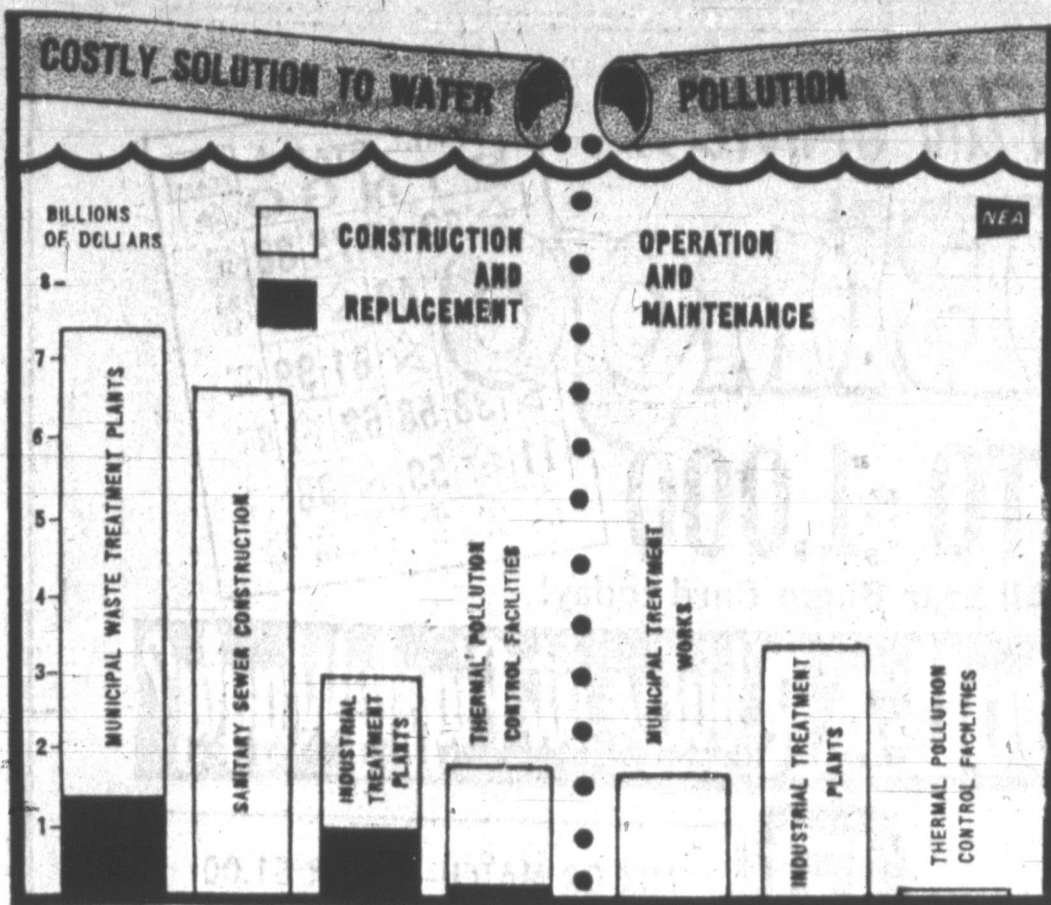 COSTLY SOLUTION TO WATER POLLUTION
NEA
BILLIONS
OF DOLLARS
CONSTRUCTION
AND
REPLACEMENT
OPERATION
AND
MAINTENANCE
8
7
6
5
4
3
2
1
MUNICIPAL WASTE TREATMENT PLANTS
SANITARY SEWER CONSTRUCTION
INDUSTRIAL
TREATMENT
PLANTS
THERMAL POLLUTION
CONTROL FACILITIES
MUNICIPAL TREATMENT
WORKS
INDUSTRIAL TREATMENT
PLANTS
THERMAL POLLUTION
CONTROL FACILITIES